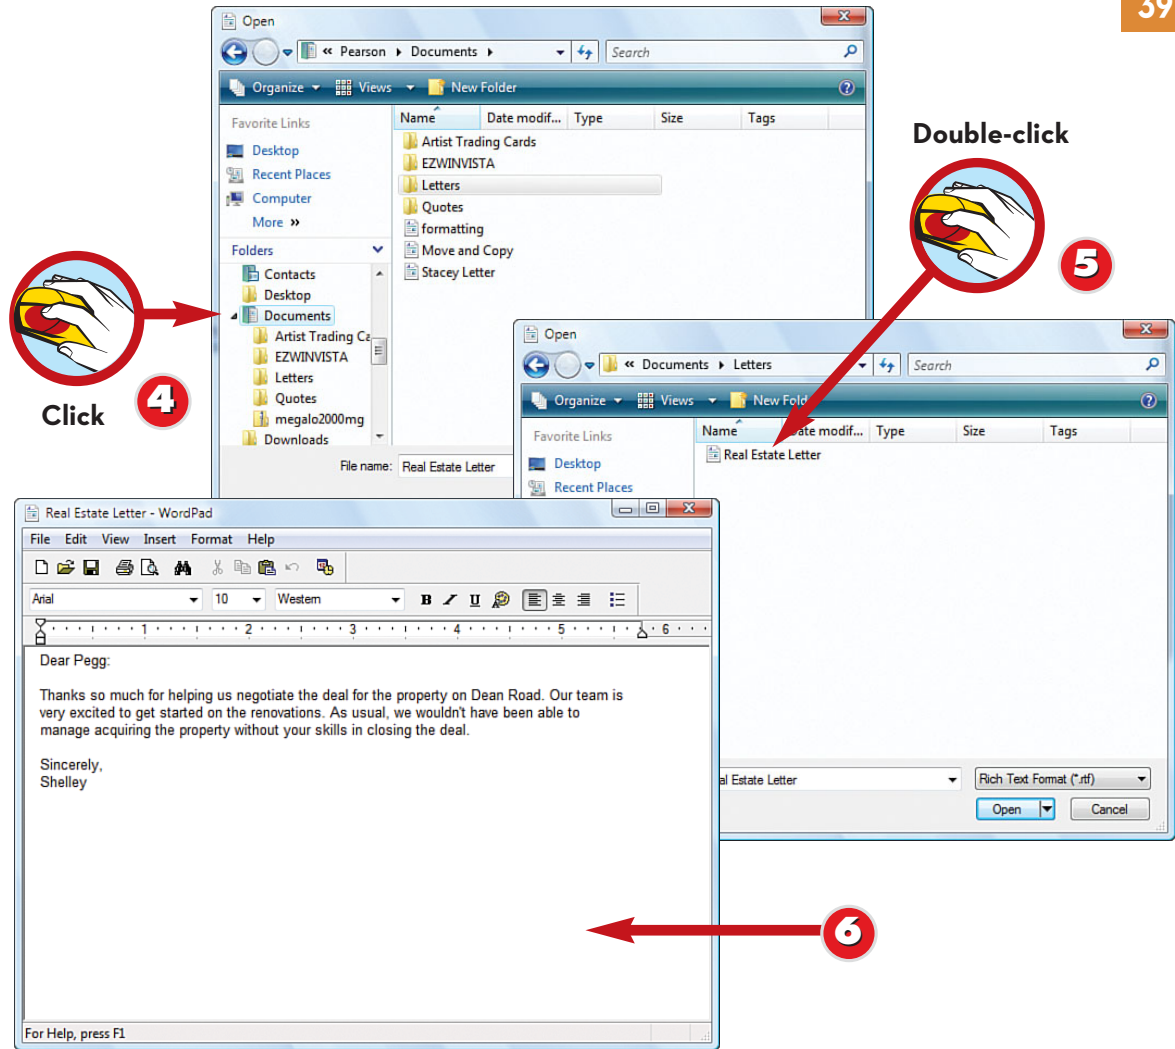 39
Open
« Pearson Documents
Search
Organize Views New Folder
Favorite Links
Desktop
Recent Places
Computer
More »
Folders
Contacts
Desktop
Documents
Artist Trading Ca
EZWINVISTA
Letters
Quotes
megalo2000mg
Downloads
Name Date modif... Type Size Tags
Artist Trading Cards
EZWINVISTA
Letters
Quotes
formatting
Move and Copy
Stacey Letter
File name: Real Estate Letter
Click
4
Double-click
5
Open
« Documents Letters
Search
Organize Views New Fold
Favorite Links
Desktop
Recent Places
Name Date modif... Type Size Tags
Real Estate Letter
al Estate Letter
Rich Text Format (*.rtf)
Open Cancel
Real Estate Letter - WordPad
File Edit View Insert Format Help
Arial 10 Western B / U
1 2 3 4 5 6
Dear Pegg:
Thanks so much for helping us negotiate the deal for the property on Dean Road. Our team is
very excited to get started on the renovations. As usual, we wouldn't have been able to
manage acquiring the property without your skills in closing the deal.
Sincerely,
Shelley
For Help, press F1
6